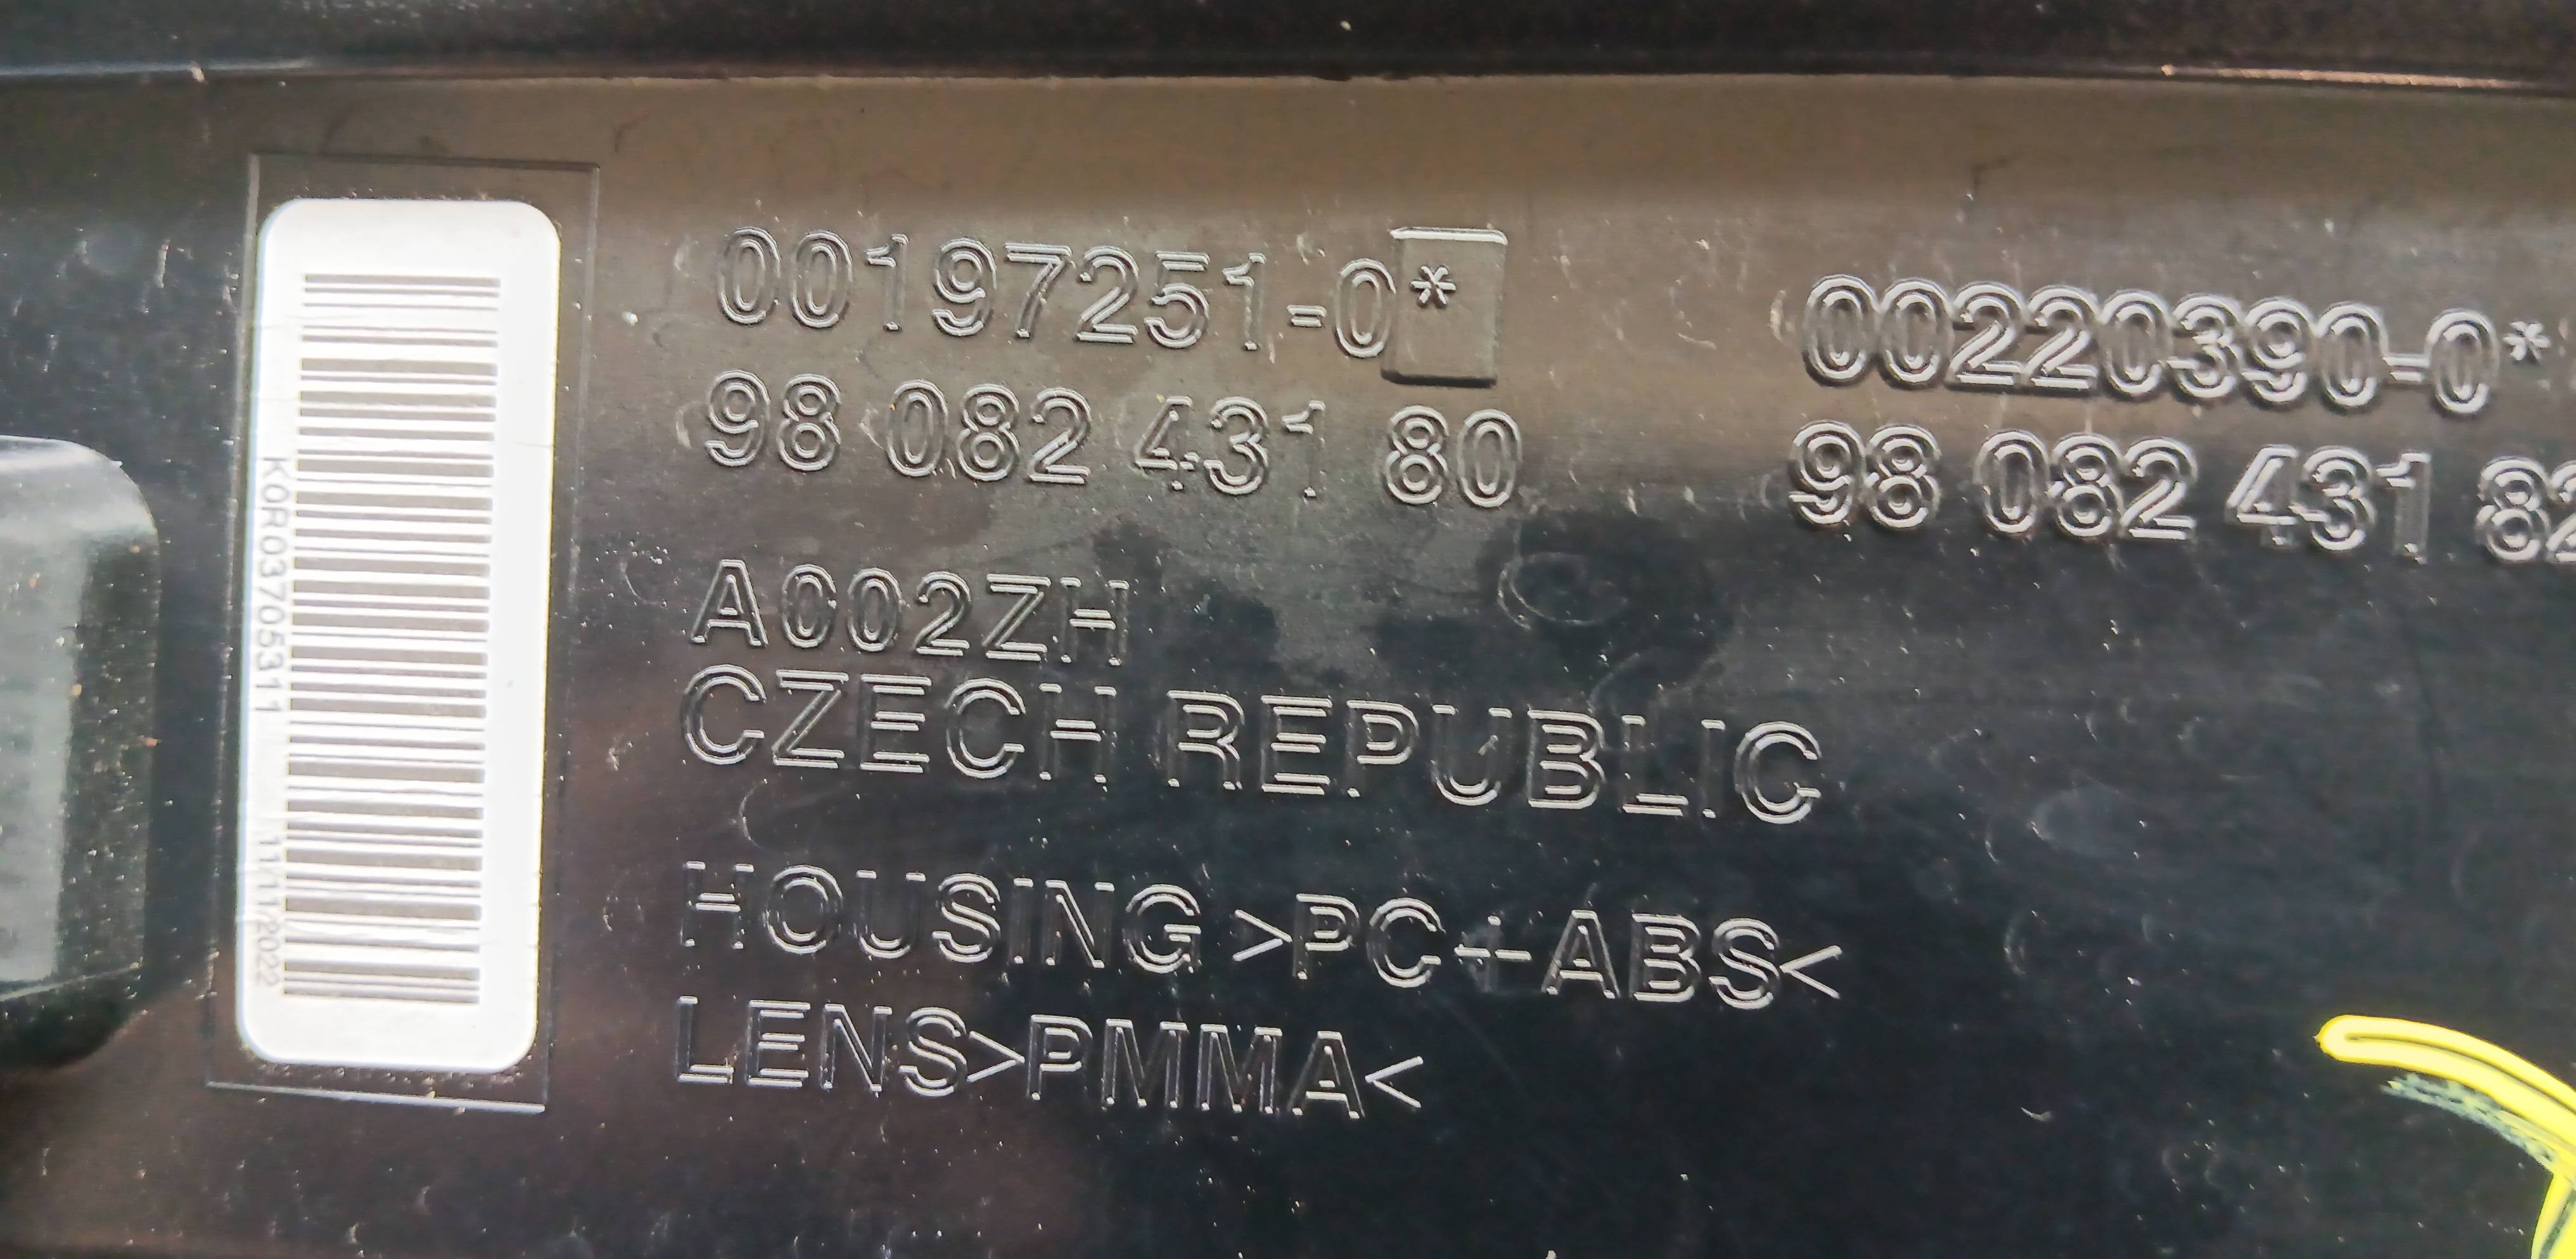 K0R03705311 11/11/2022
00197251-0*
98 082 431 80
A002ZH
CZECH REPUBLIC
HOUSING >PC+ABS<
LENS>PMMA<
00220390-0*
98 082 431 82